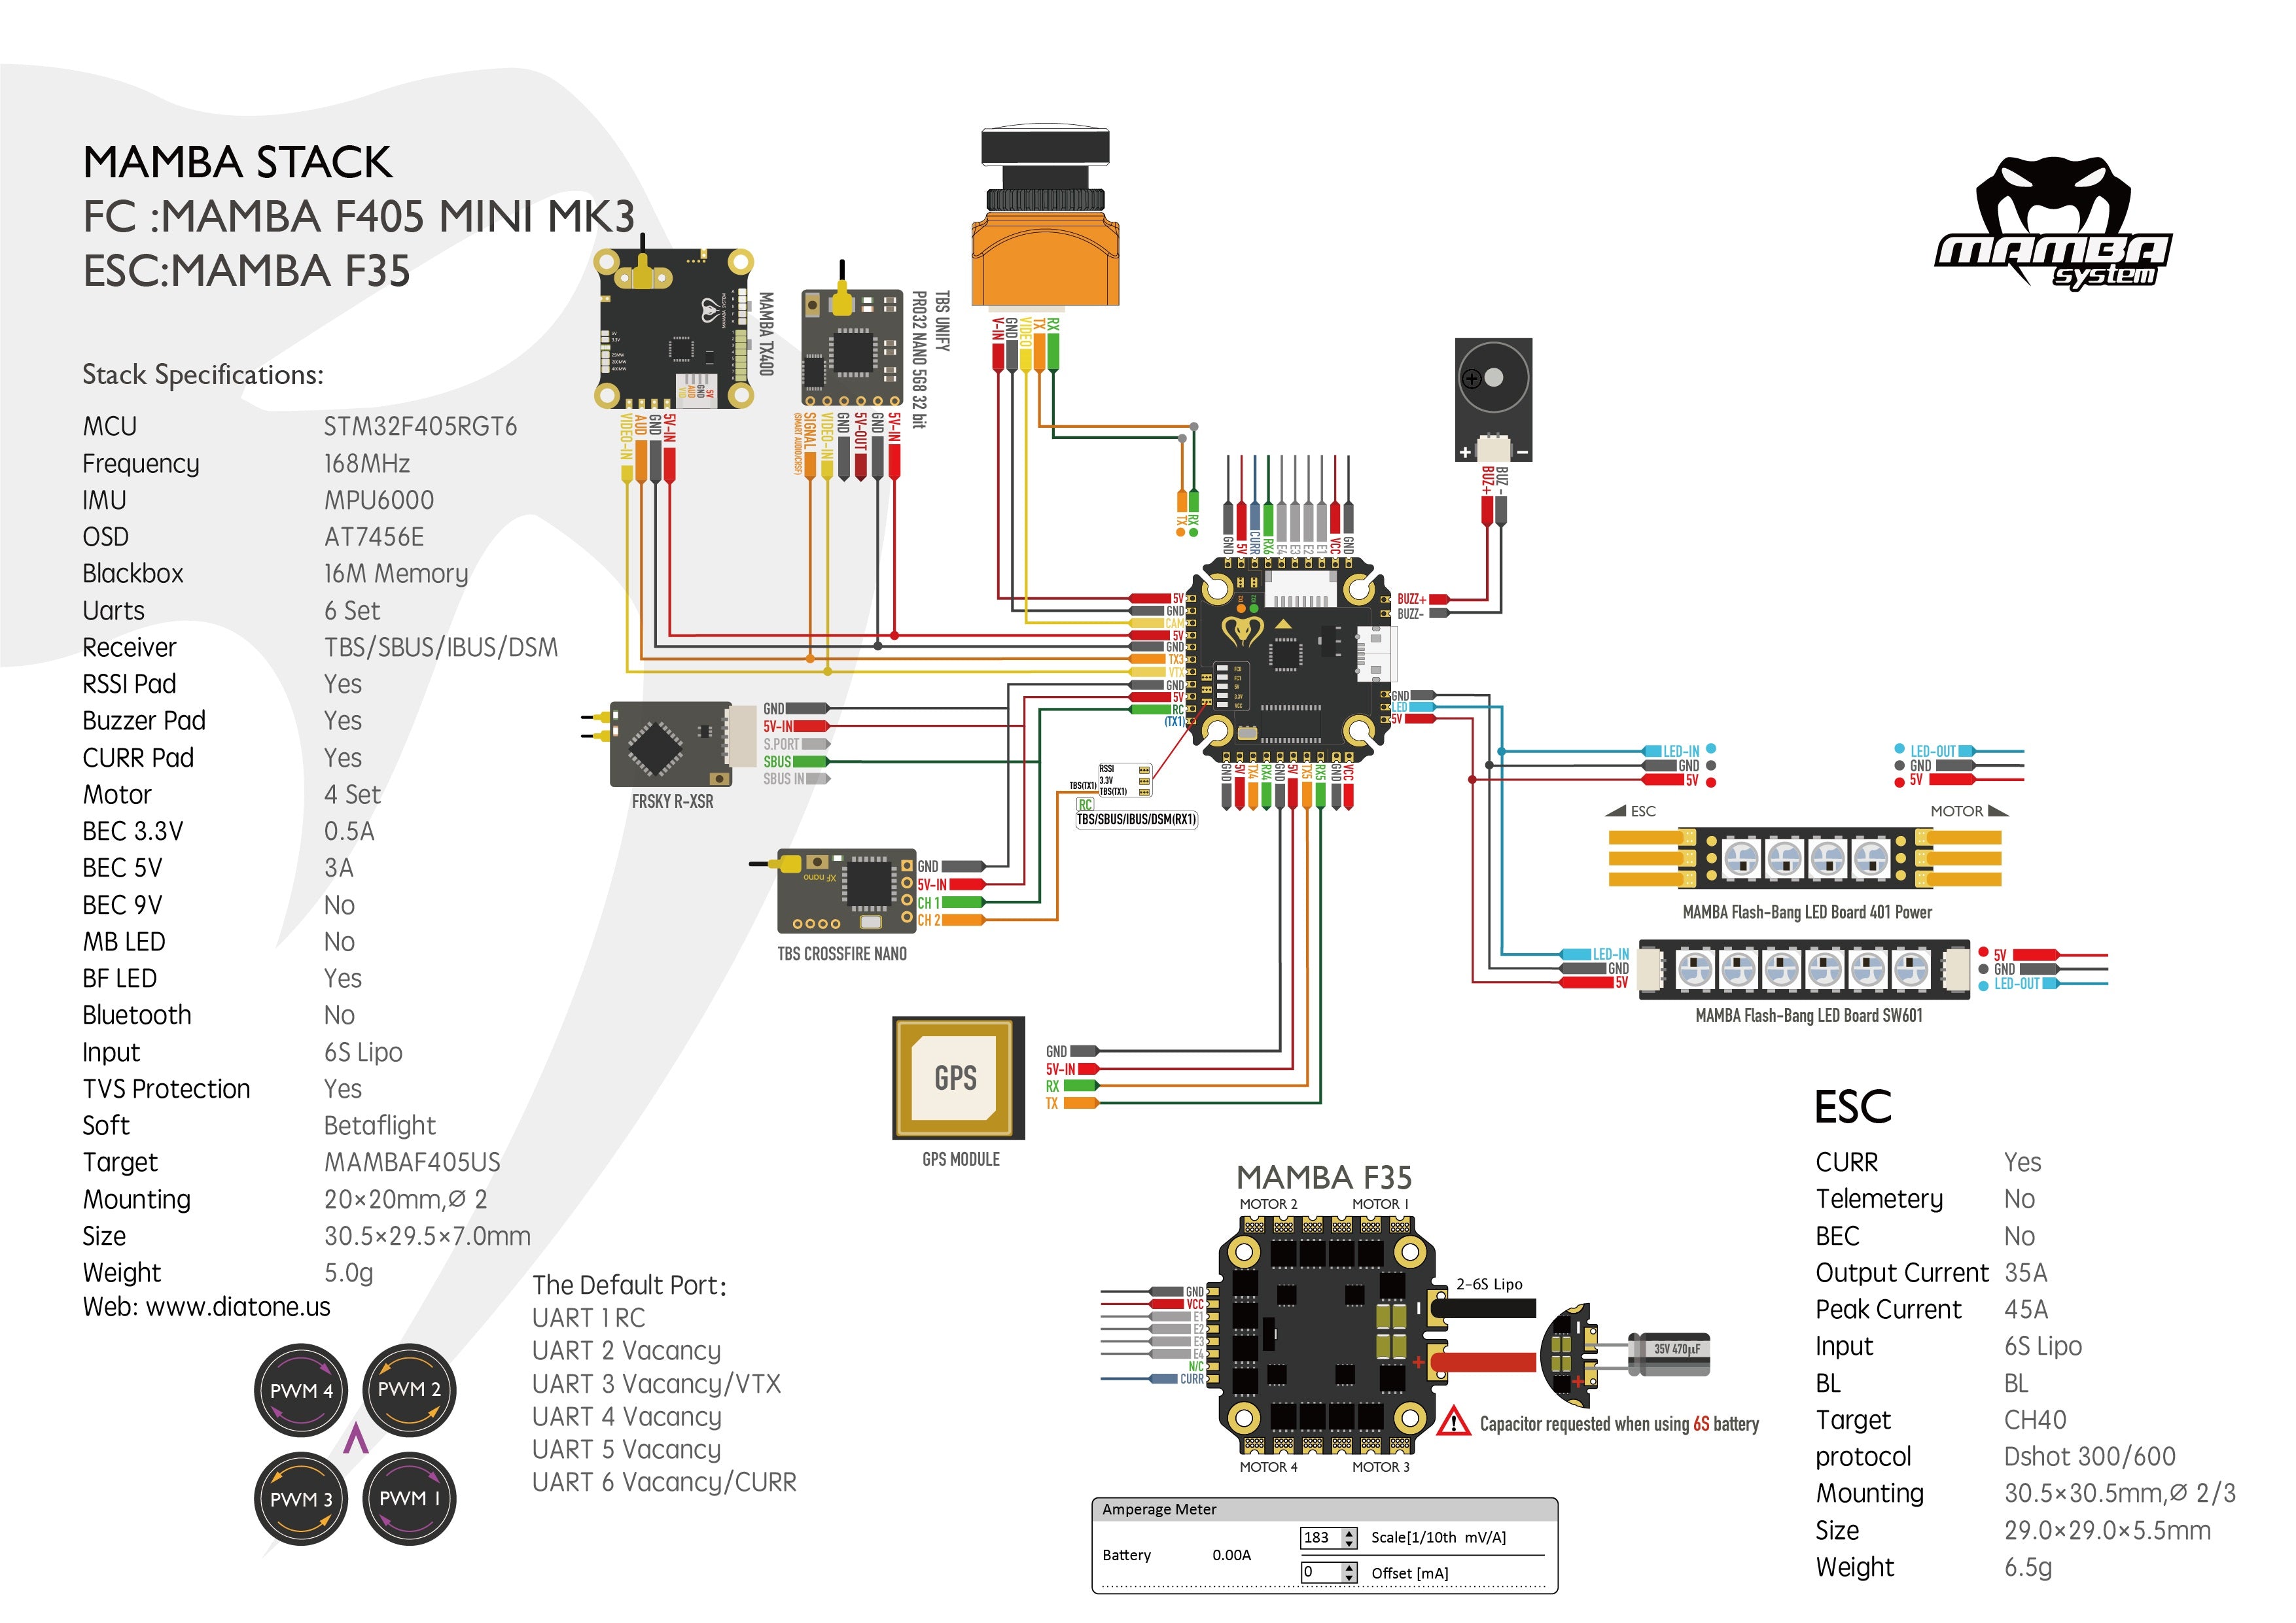 MAMBA STACK
FC :MAMBA F405 MINI MK3
ESC:MAMBA F35
Stack Specifications:
MCU STM32F405RGT6
Frequency 168MHz
IMU MPU6000
OSD AT7456E
Blackbox 16M Memory
Uarts 6 Set
Receiver TBS/SBUS/IBUS/DSM
RSSI Pad Yes
Buzzer Pad Yes
CURR Pad Yes
Motor 4 Set
BEC 3.3V 0.5A
BEC 5V 3A
BEC 9V No
MB LED No
BF LED Yes
Bluetooth No
Input 6S Lipo
TVS Protection Yes
Soft Betaflight
Target MAMBAF405US
Mounting 20×20mm,Ø 2
Size 30.5×29.5×7.0mm
Weight 5.0g
Web: www.diatone.us
PWM 4
PWM 2
PWM 3
PWM 1
The Default Port:
UART 1 RC
UART 2 Vacancy
UART 3 Vacancy/VTX
UART 4 Vacancy
UART 5 Vacancy
UART 6 Vacancy/CURR
MAMBA TX400
VIDEO-IN
AUD
GND
5V-IN
TBS UNIFY
PRO32 NANO 5G8 32 bit
SIGNAL
(SMART AUDIO/CRSF)
VIDEO-IN
GND
5V-OUT
GND
5V-IN
V-IN
GND
VIDEO
TX
RX
TX
RX
GND
5V
CURR
RX6
E4
E3
E2
E1
VCC
GND
+ −
BUZ+
BUZ -
MAMBA
system
5V
GND
CAM
5V
GND
TX3
VTX
GND
5V
RC
(TX1)
BUZZ+
BUZZ-
GND
LED
5V
GND
5V
TX4
RX4
GND
5V
TX5
RX5
GND
VCC
RSSI
3.3V
TBS(TX1)
TBS(TX1)
RC
TBS/SBUS/IBUS/DSM(RX1)
GND
5V-IN
S.PORT
SBUS
SBUS IN
FRSKY R-XSR
XF nano
GND
5V-IN
CH 1
CH 2
TBS CROSSFIRE NANO
GPS
GND
5V-IN
RX
TX
GPS MODULE
LED-IN
GND
5V
LED-OUT
GND
5V
ESC
MOTOR
MAMBA Flash-Bang LED Board 401 Power
LED-IN
GND
5V
5V
GND
LED-OUT
MAMBA Flash-Bang LED Board SW601
MAMBA F35
MOTOR 2 MOTOR 1
GND
VCC
E1
E2
E3
E4
N/C
CURR
2-6S Lipo
−
+
−
+
35V 470µF
Capacitor requested when using 6S battery
MOTOR 4 MOTOR 3
Amperage Meter
Battery 0.00A
183 Scale[1/10th mV/A]
0 Offset [mA]
ESC
CURR Yes
Telemetery No
BEC No
Output Current 35A
Peak Current 45A
Input 6S Lipo
BL BL
Target CH40
protocol Dshot 300/600
Mounting 30.5×30.5mm,Ø 2/3
Size 29.0×29.0×5.5mm
Weight 6.5g